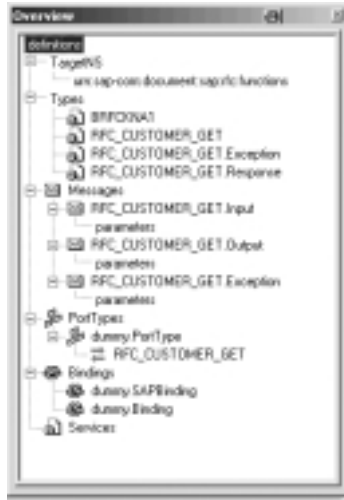 Overview
definitions
TargetNS
urn:sap-com:document:sap:rfc:functions
Types
BRFCKNA1
RFC_CUSTOMER_GET
RFC_CUSTOMER_GET.Exception
RFC_CUSTOMER_GET.Response
Messages
RFC_CUSTOMER_GET.Input
parameters
RFC_CUSTOMER_GET.Output
parameters
RFC_CUSTOMER_GET.Exception
parameters
PortTypes
dummy.PortType
RFC_CUSTOMER_GET
Bindings
dummy.SAPBinding
dummy.Binding
Services